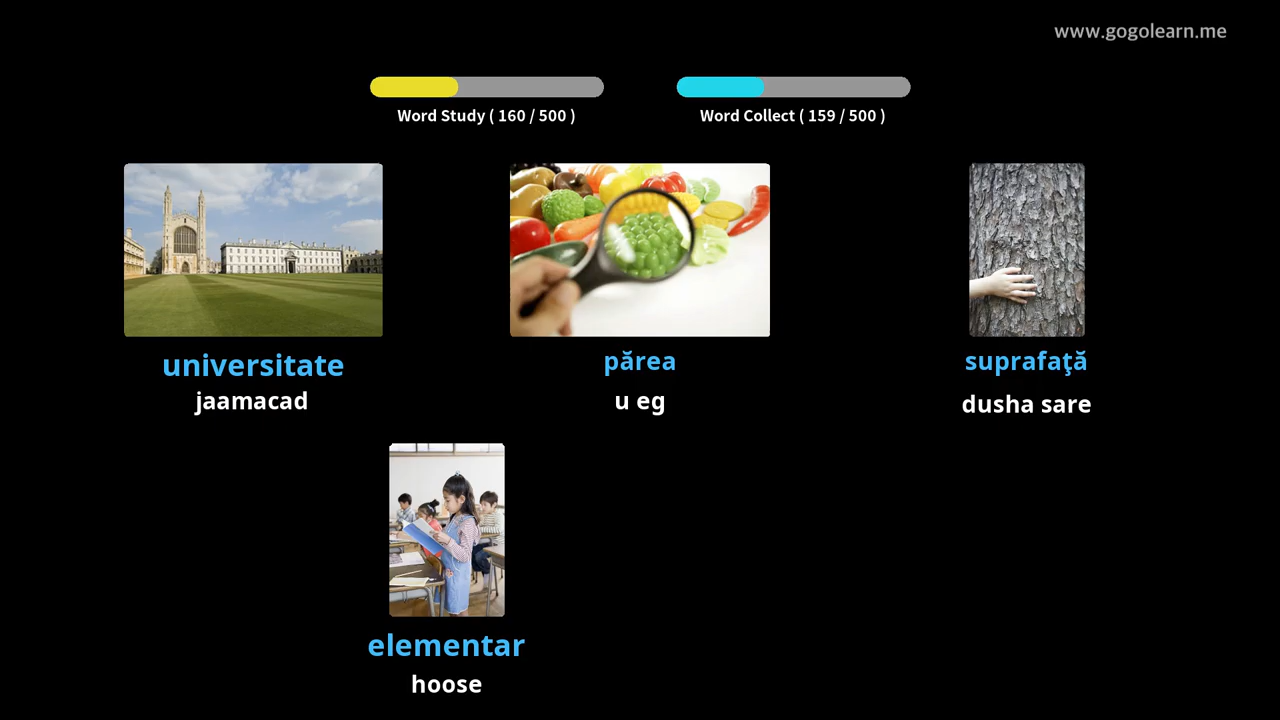 www.gogolearn.me
Word Study ( 160 / 500 )
Word Collect ( 159 / 500 )
universitate
jaamacad
părea
u eg
suprafaţă
dusha sare
elementar
hoose